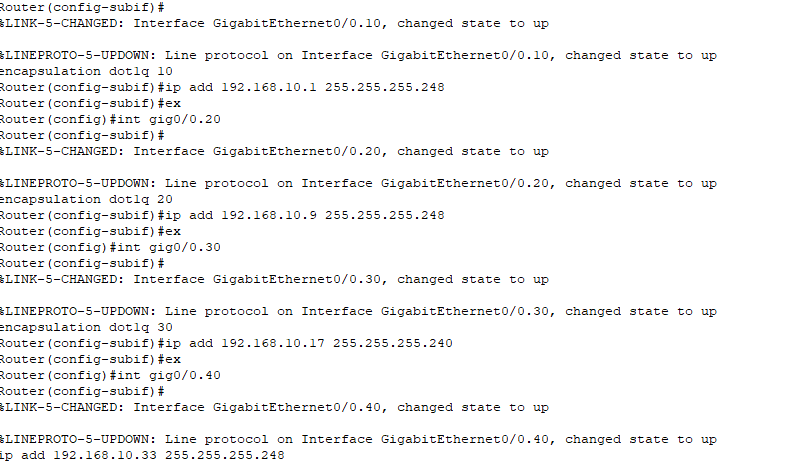 Router(config-subif)#
%LINK-5-CHANGED: Interface GigabitEthernet0/0.10, changed state to up
%LINEPROTO-5-UPDOWN: Line protocol on Interface GigabitEthernet0/0.10, changed state to up
encapsulation dot1q 10
Router(config-subif)#ip add 192.168.10.1 255.255.255.248
Router(config-subif)#ex
Router(config)#int gig0/0.20
Router(config-subif)#
%LINK-5-CHANGED: Interface GigabitEthernet0/0.20, changed state to up
%LINEPROTO-5-UPDOWN: Line protocol on Interface GigabitEthernet0/0.20, changed state to up
encapsulation dot1q 20
Router(config-subif)#ip add 192.168.10.9 255.255.255.248
Router(config-subif)#ex
Router(config)#int gig0/0.30
Router(config-subif)#
%LINK-5-CHANGED: Interface GigabitEthernet0/0.30, changed state to up
%LINEPROTO-5-UPDOWN: Line protocol on Interface GigabitEthernet0/0.30, changed state to up
encapsulation dot1q 30
Router(config-subif)#ip add 192.168.10.17 255.255.255.240
Router(config-subif)#ex
Router(config)#int gig0/0.40
Router(config-subif)#
%LINK-5-CHANGED: Interface GigabitEthernet0/0.40, changed state to up
%LINEPROTO-5-UPDOWN: Line protocol on Interface GigabitEthernet0/0.40, changed state to up
ip add 192.168.10.33 255.255.255.248